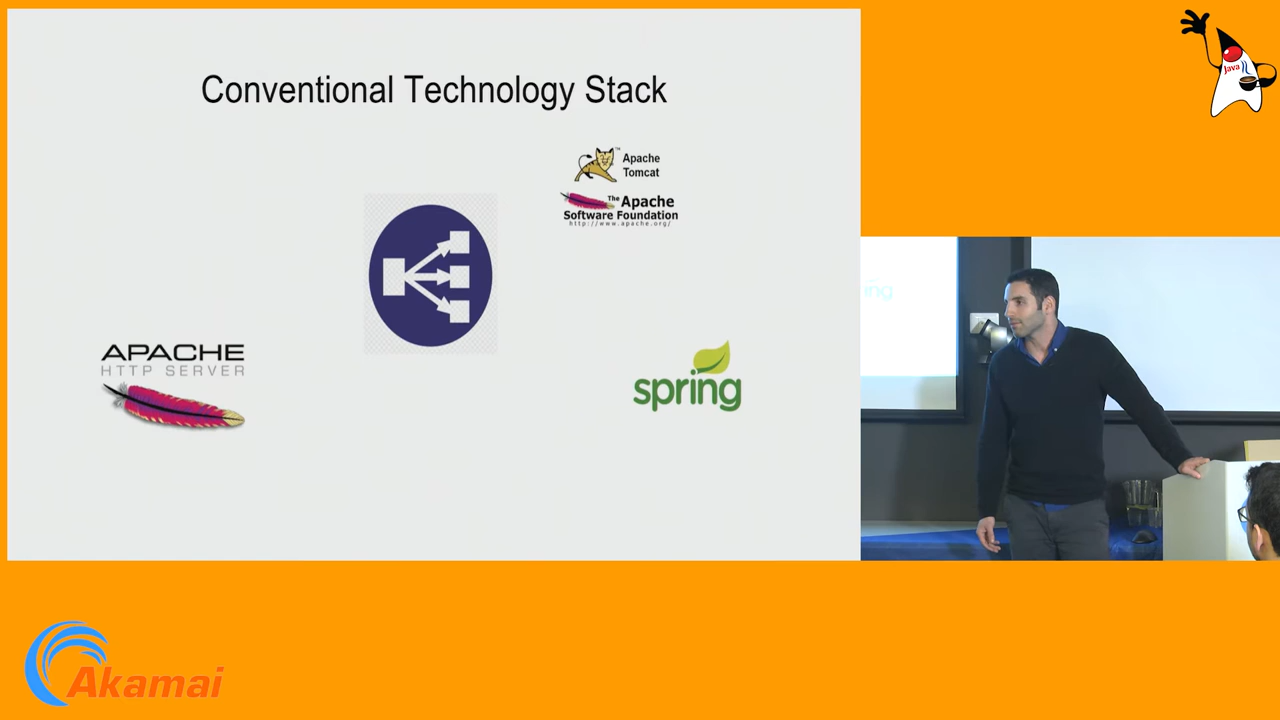 Conventional Technology Stack
Apache
Tomcat
The Apache
Software Foundation
http://www.apache.org/
APACHE
HTTP SERVER
spring
Java
ing
Akamai